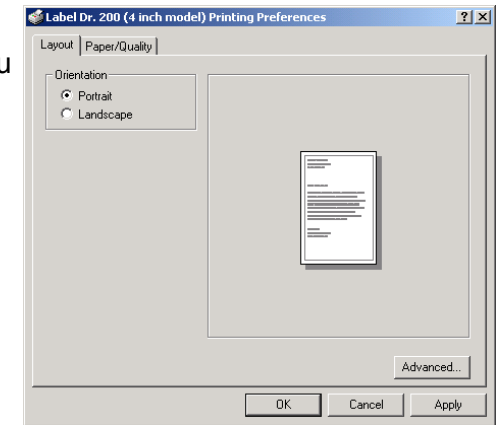 Label Dr. 200 (4 inch model) Printing Preferences
Layout Paper/Quality
u
Orientation
Portrait
Landscape
Advanced...
OK Cancel Apply